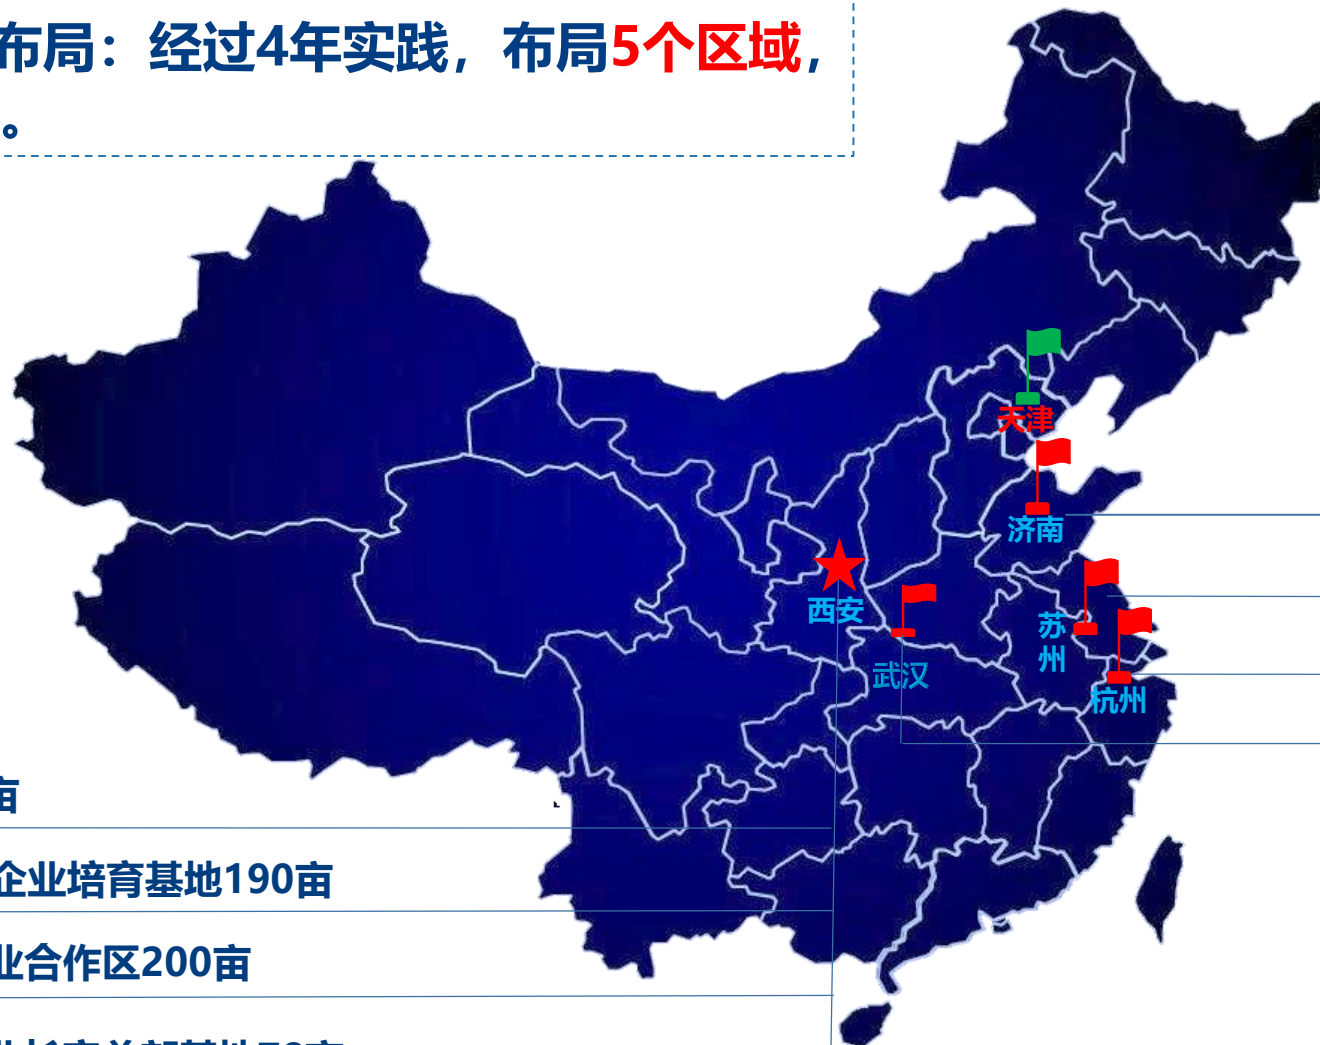 布局：经过4年实践，布局5个区域，
。
天津
济南
西安
苏
州
武汉
杭州
亩
企业培育基地190亩
业合作区200亩